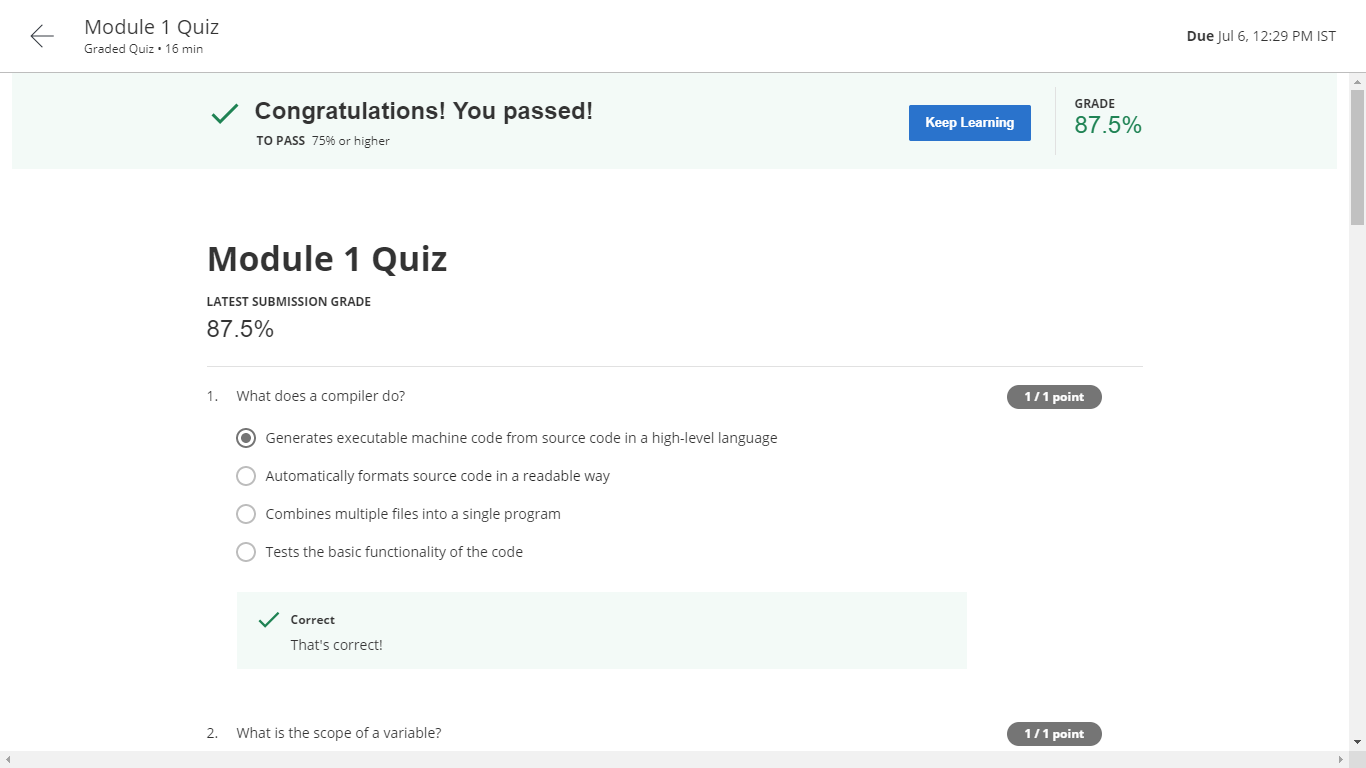 Module 1 Quiz
Graded Quiz • 16 min
Due Jul 6, 12:29 PM IST
Congratulations! You passed!
TO PASS 75% or higher
Keep Learning
GRADE
87.5%
Module 1 Quiz
LATEST SUBMISSION GRADE
87.5%
1. What does a compiler do?
1 / 1 point
Generates executable machine code from source code in a high-level language
Automatically formats source code in a readable way
Combines multiple files into a single program
Tests the basic functionality of the code
Correct
That's correct!
2. What is the scope of a variable?
1 / 1 point